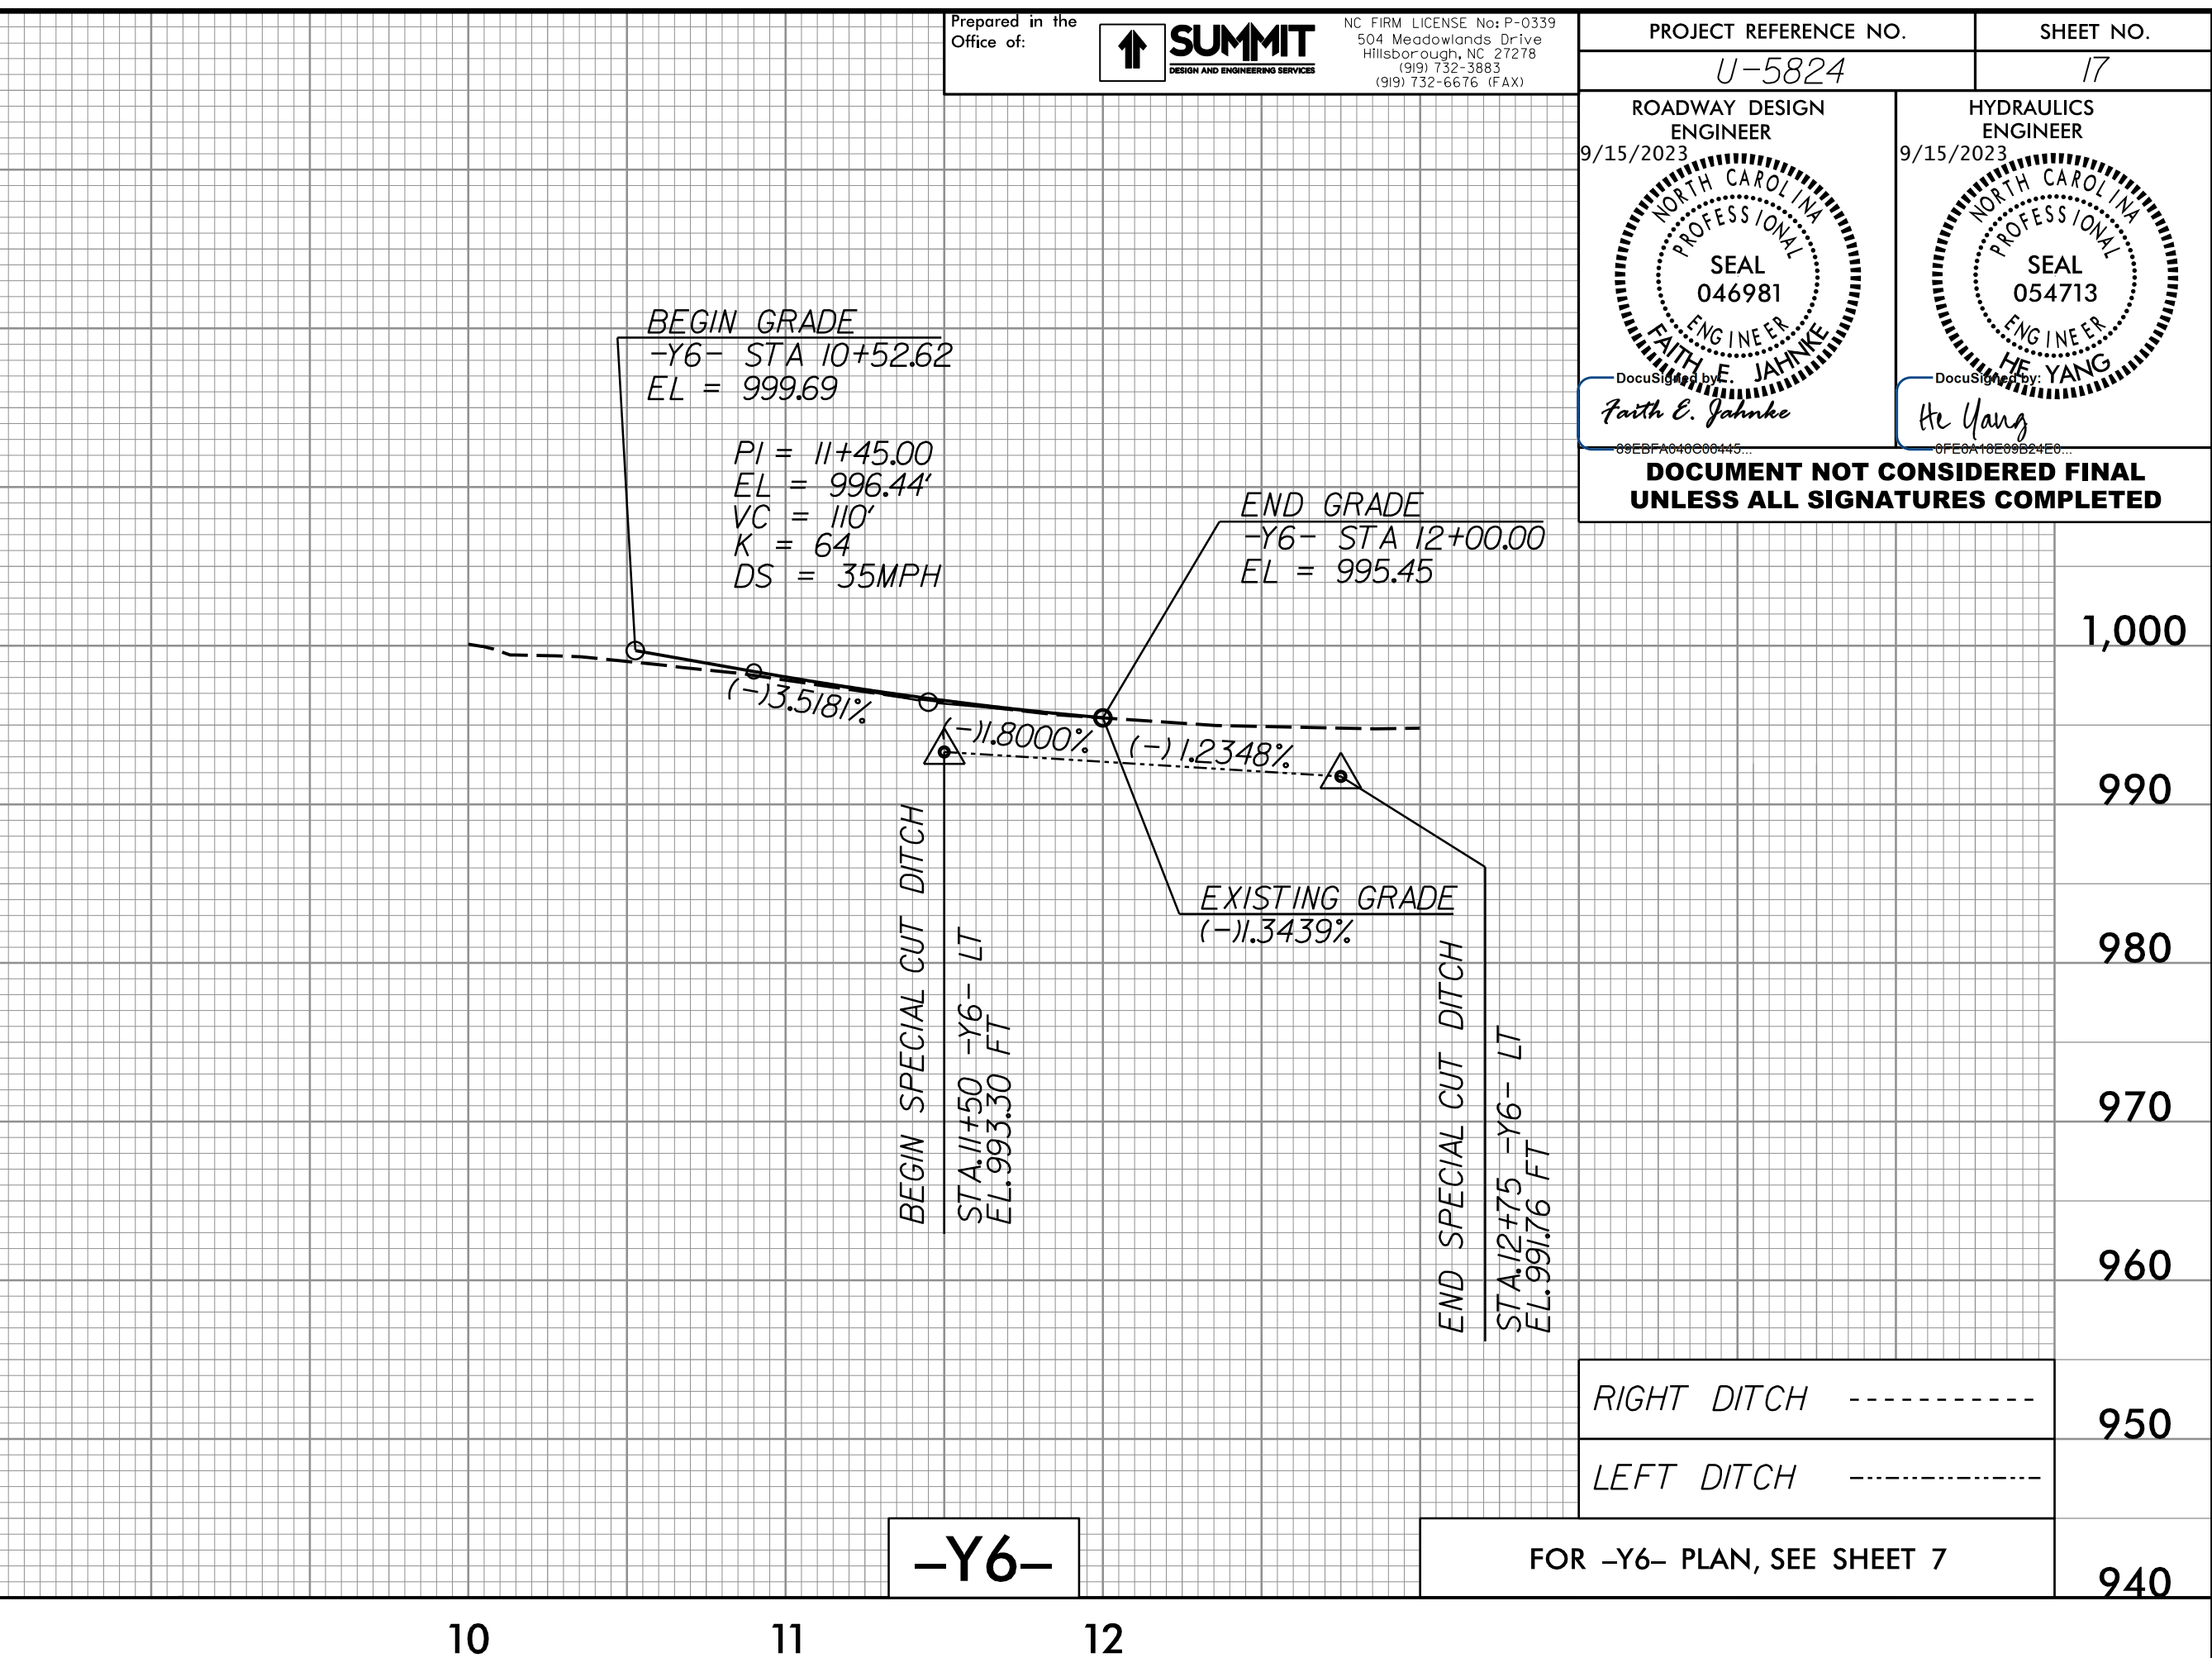 Prepared in the
Office of:
SUMMIT
DESIGN AND ENGINEERING SERVICES
NC FIRM LICENSE No: P-0339
504 Meadowlands Drive
Hillsborough, NC 27278
(919) 732-3883
(919) 732-6676 (FAX)
PROJECT REFERENCE NO.
SHEET NO.
U-5824
17
ROADWAY DESIGN
ENGINEER
9/15/2023
NORTH CAROLINA
PROFESSIONAL
SEAL
046981
ENGINEER
FAITH E. JAHNKE
DocuSigned by:
Faith E. Jahnke
09EBFA040C00445...
HYDRAULICS
ENGINEER
9/15/2023
NORTH CAROLINA
PROFESSIONAL
SEAL
054713
ENGINEER
HE YANG
DocuSigned by:
He Yang
DOCUMENT NOT CONSIDERED FINAL
UNLESS ALL SIGNATURES COMPLETED
BEGIN GRADE
-Y6- STA 10+52.62
EL = 999.69
PI = 11+45.00
EL = 996.44'
VC = 110'
K = 64
DS = 35MPH
END GRADE
-Y6- STA 12+00.00
EL = 995.45
(-)3.5181%
(-)1.8000%
(-) 1.2348%
EXISTING GRADE
(-)1.3439%
BEGIN SPECIAL CUT DITCH
STA.11+50 -Y6- LT
EL.993.30 FT
END SPECIAL CUT DITCH
STA.12+75 -Y6- LT
EL.991.76 FT
1,000
990
980
970
960
950
940
RIGHT DITCH
LEFT DITCH
-Y6-
FOR -Y6- PLAN, SEE SHEET 7
10
11
12